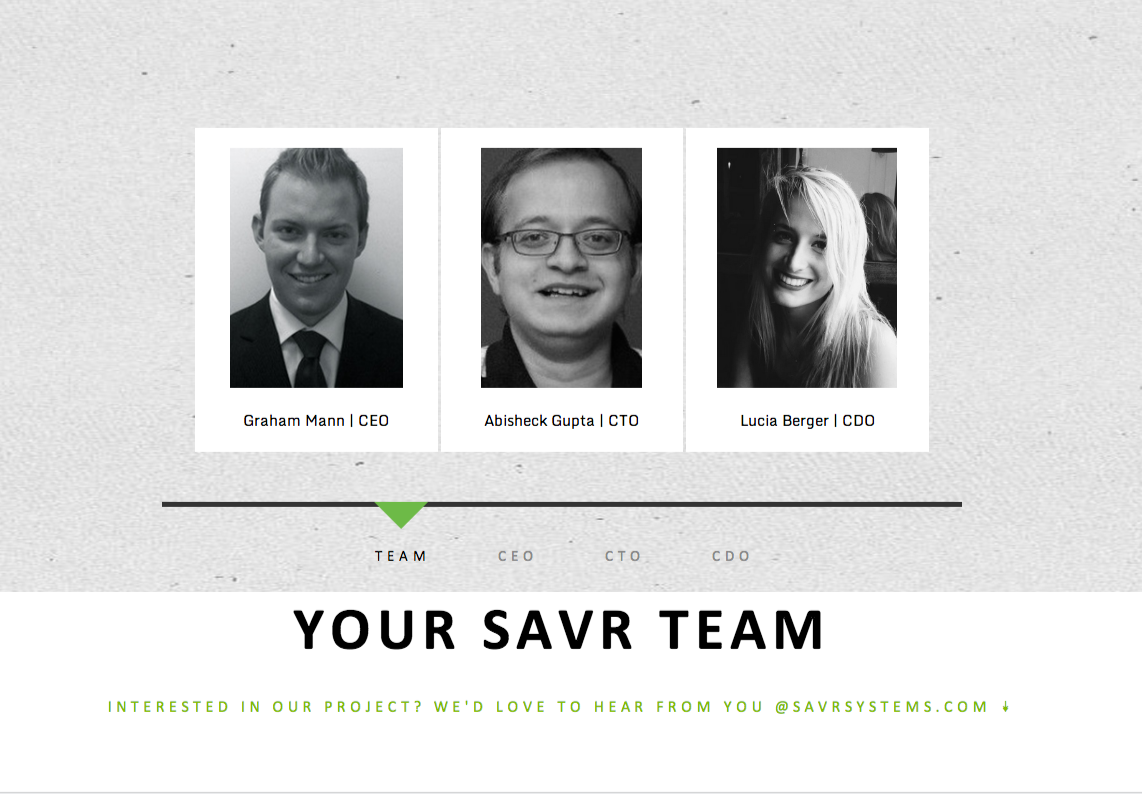 Graham Mann | CEO
Abisheck Gupta | CTO
Lucia Berger | CDO
TEAM CEO CTO CDO
YOUR SAVR TEAM
INTERESTED IN OUR PROJECT? WE'D LOVE TO HEAR FROM YOU @SAVRSYSTEMS.COM ⇣